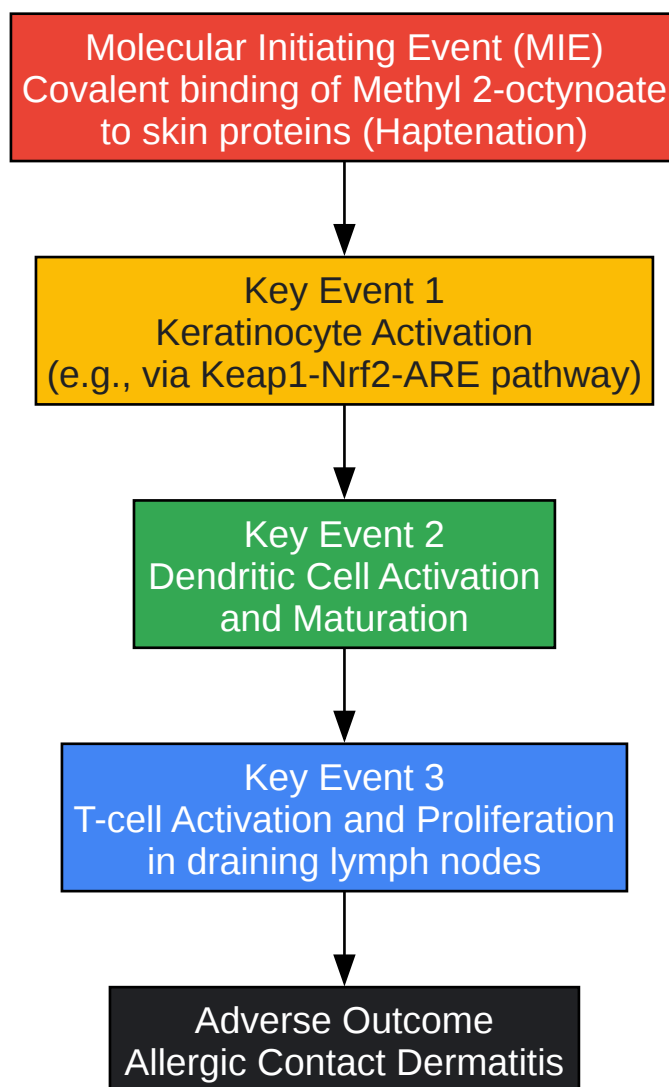 Molecular Initiating Event (MIE)
Covalent binding of Methyl 2-octynoate
to skin proteins (Haptenation)
Key Event 1
Keratinocyte Activation
(e.g., via Keap1-Nrf2-ARE pathway)
Key Event 2
Dendritic Cell Activation
and Maturation
Key Event 3
T-cell Activation and Proliferation
in draining lymph nodes
Adverse Outcome
Allergic Contact Dermatitis